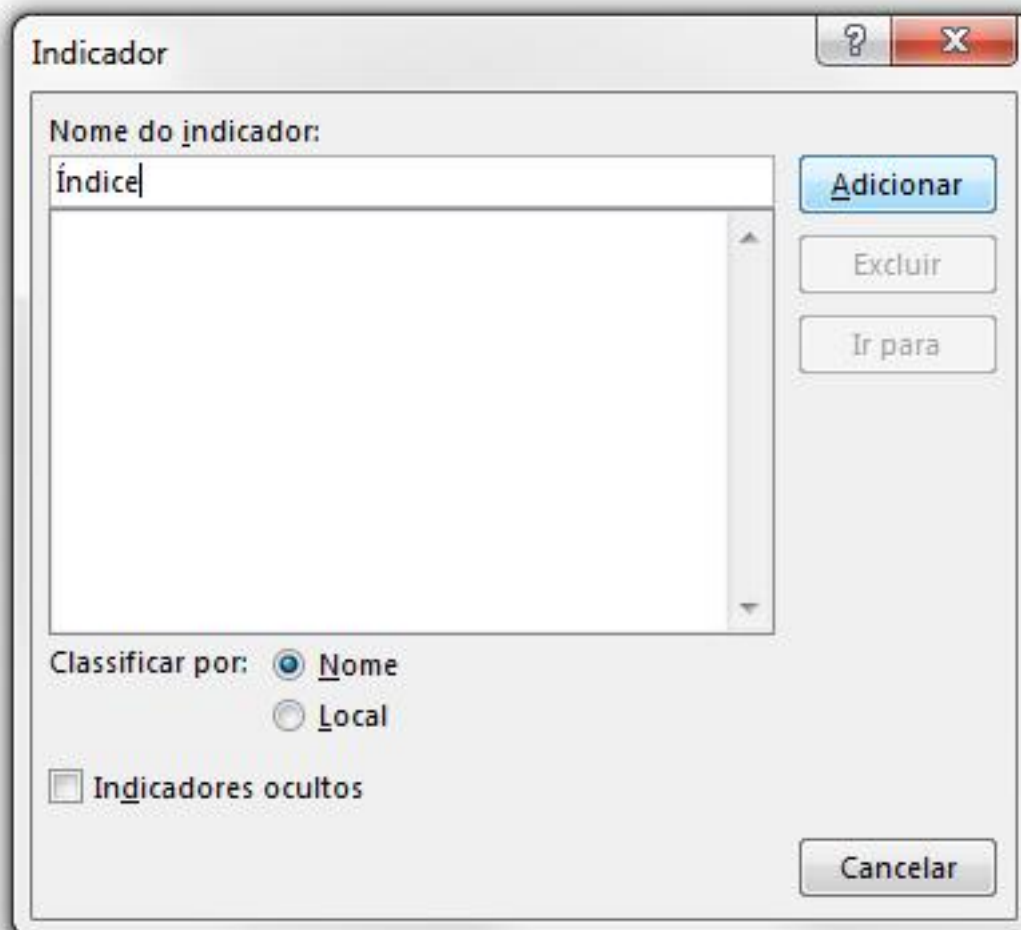 Indicador
Nome do indicador:
Índice
Adicionar
Excluir
Ir para
Classificar por: Nome
Local
Indicadores ocultos
Cancelar